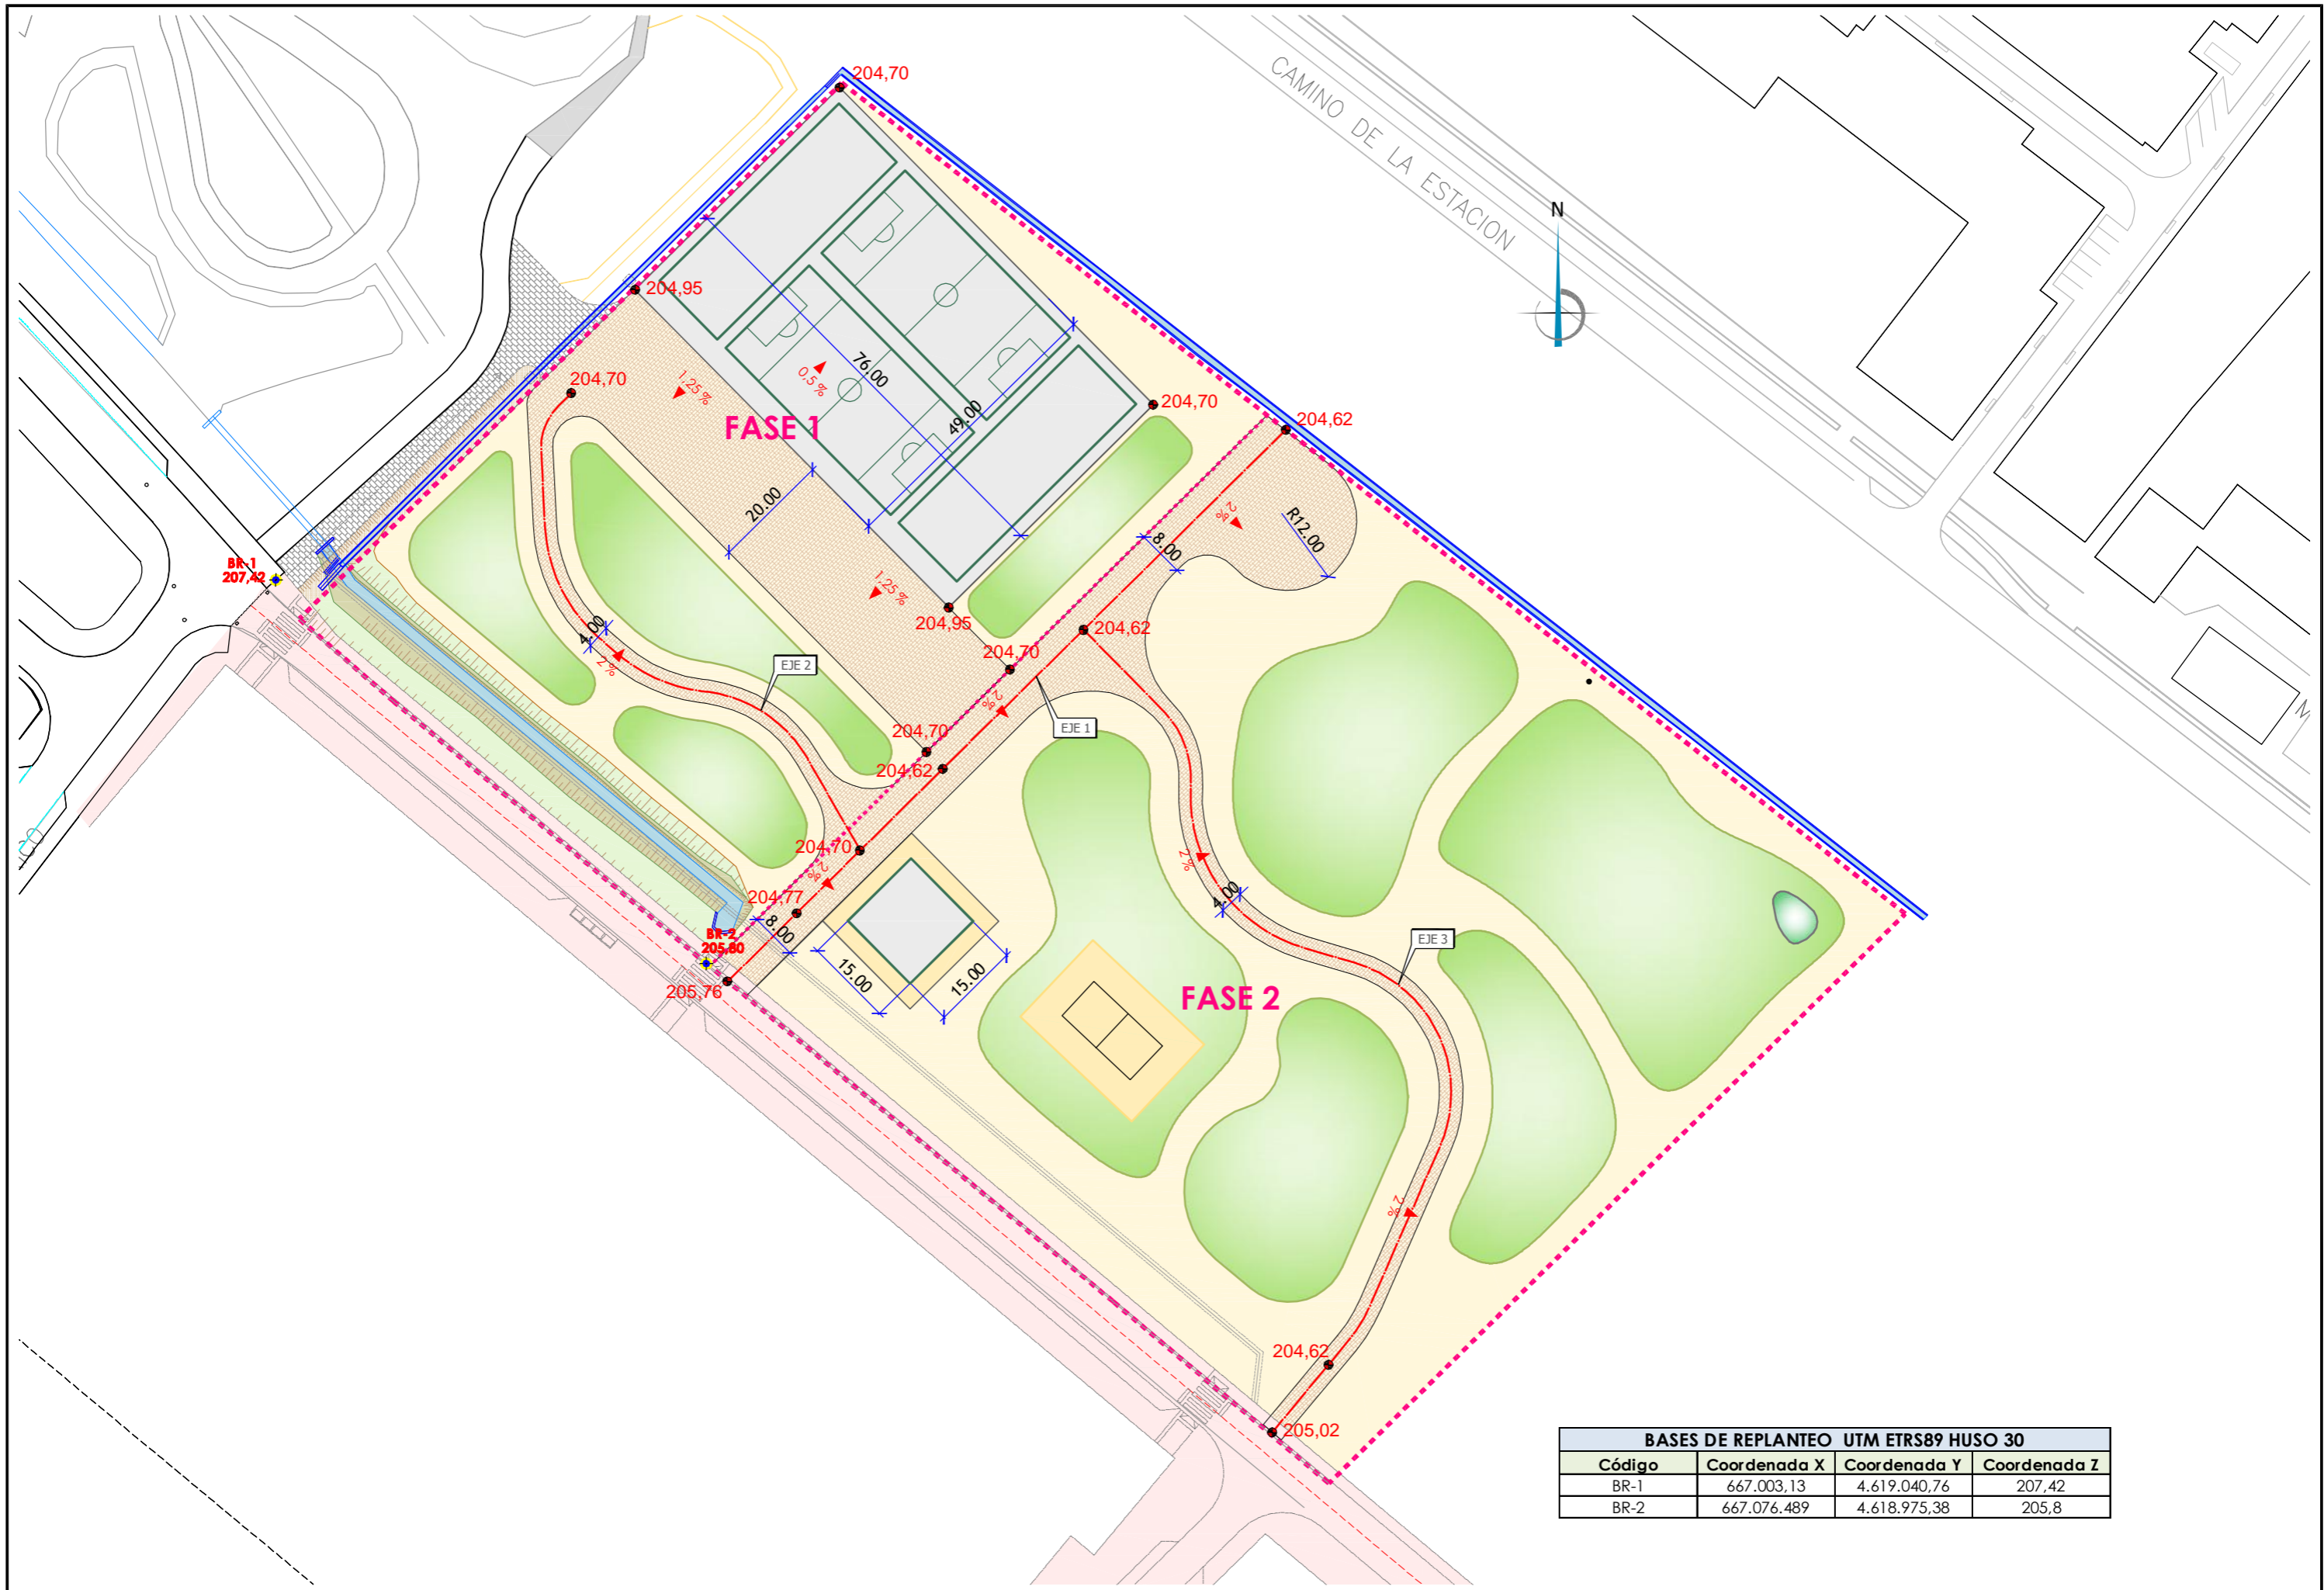 204,70
CAMINO DE LA ESTACION
N
204,95
76.00
0.5 %
1,25 %
204,70
FASE 1
49.00
204,70
204,62
20.00
R12.00
2 %
8.00
BR-1
207,42
1,25 %
204,95
204,62
4.00
2 %
EJE 2
204,70
2 %
EJE 1
204,70
204,62
204,70
2 %
204,77
8.00
BR-2
205,80
205,76
15.00
15.00
2 %
4.00
EJE 3
FASE 2
M
2 %
204,62
205,02
BASES DE REPLANTEO UTM ETRS89 HUSO 30
Código Coordenada X Coordenada Y Coordenada Z
BR-1 667.003,13 4.619.040,76 207,42
BR-2 667.076.489 4.618.975,38 205,8